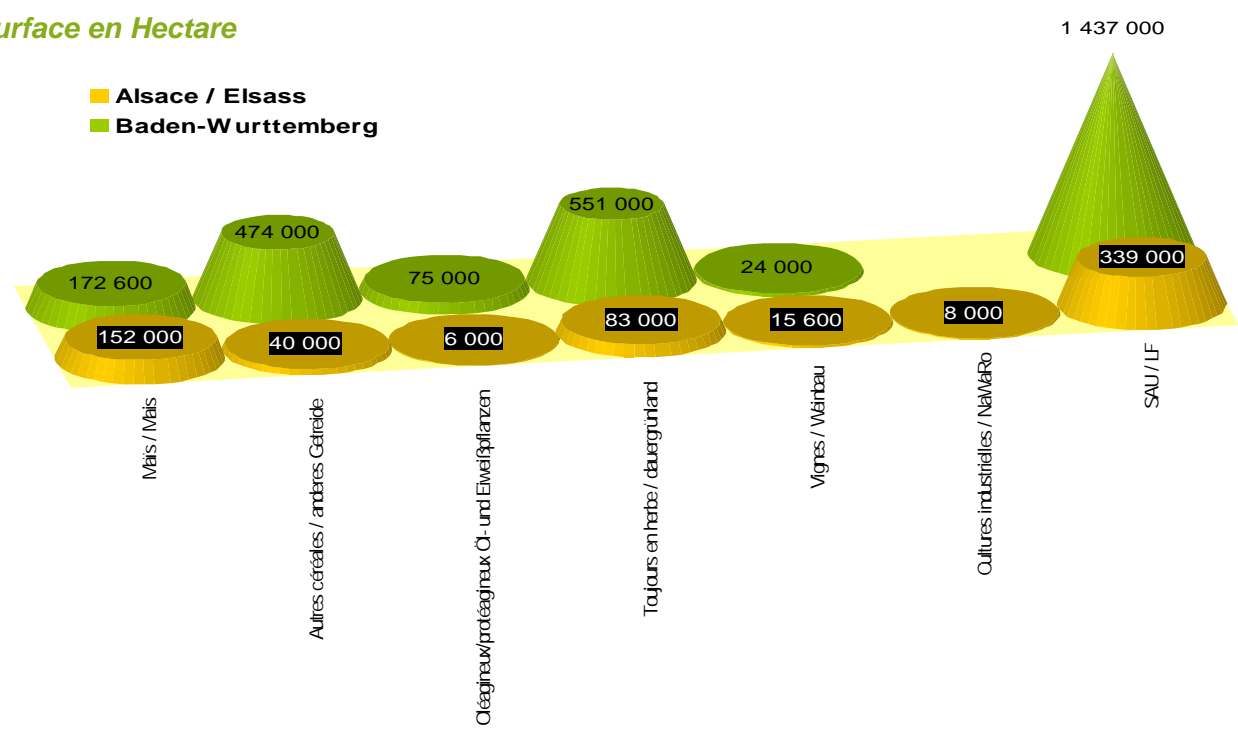 urface en Hectare
1 437 000
Alsace / Elsass
Baden-Wurttemberg
172 600
474 000
75 000
551 000
24 000
152 000
40 000
6 000
83 000
15 600
8 000
339 000
Maïs / Mais
Autres céréales / anderes Getreide
Oléagineux/protéagineux Öl- und Eiweißpflanzen
Toujours en herbe / dauergrünland
Vignes / Weinbau
Cultures industrielles / NaWaRo
SAU / LF